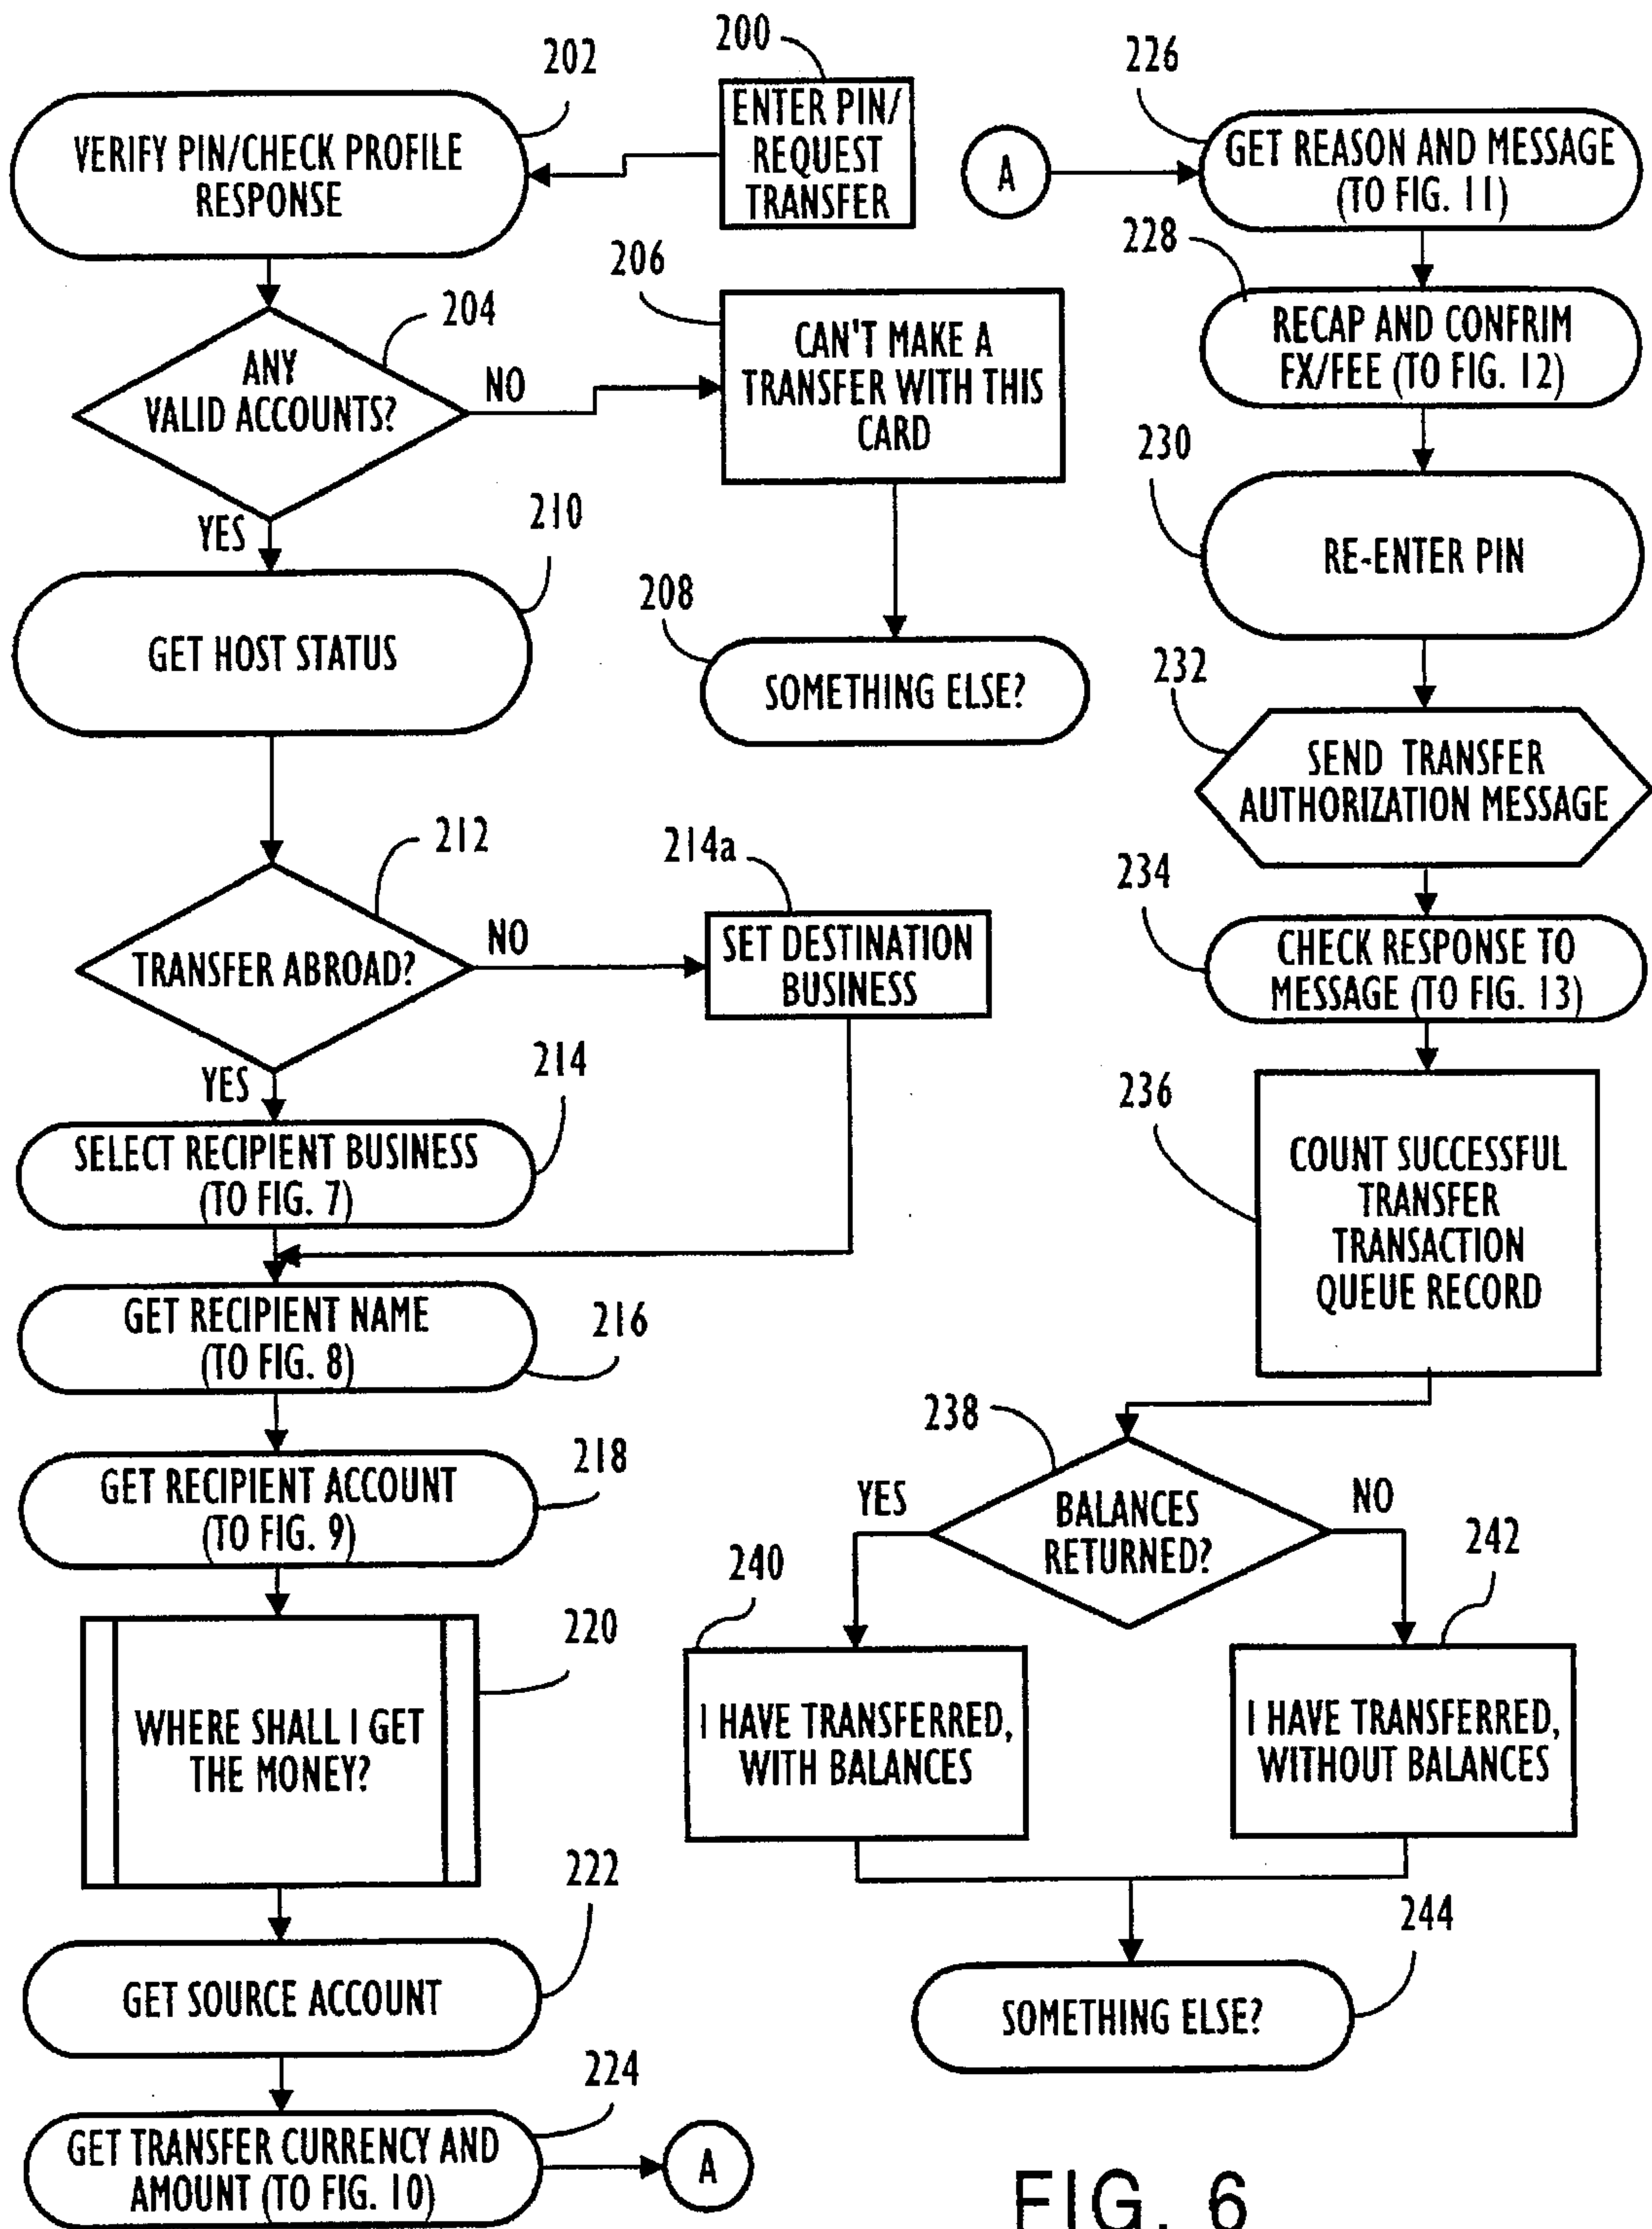 200
ENTER PIN/
REQUEST
TRANSFER
202
VERIFY PIN/CHECK PROFILE
RESPONSE
204
ANY
VALID ACCOUNTS?
NO
YES
206
CAN'T MAKE A
TRANSFER WITH THIS
CARD
208
SOMETHING ELSE?
210
GET HOST STATUS
212
TRANSFER ABROAD?
NO
YES
214a
SET DESTINATION
BUSINESS
214
SELECT RECIPIENT BUSINESS
(TO FIG. 7)
216
GET RECIPIENT NAME
(TO FIG. 8)
218
GET RECIPIENT ACCOUNT
(TO FIG. 9)
220
WHERE SHALL I GET
THE MONEY?
222
GET SOURCE ACCOUNT
224
GET TRANSFER CURRENCY AND
AMOUNT (TO FIG. 10)
A
A
226
GET REASON AND MESSAGE
(TO FIG. 11)
228
RECAP AND CONFRIM
FX/FEE (TO FIG. 12)
230
RE-ENTER PIN
232
SEND TRANSFER
AUTHORIZATION MESSAGE
234
CHECK RESPONSE TO
MESSAGE (TO FIG. 13)
236
COUNT SUCCESSFUL
TRANSFER
TRANSACTION
QUEUE RECORD
238
BALANCES
RETURNED?
YES
NO
240
I HAVE TRANSFERRED,
WITH BALANCES
242
I HAVE TRANSFERRED,
WITHOUT BALANCES
244
SOMETHING ELSE?
FIG. 6